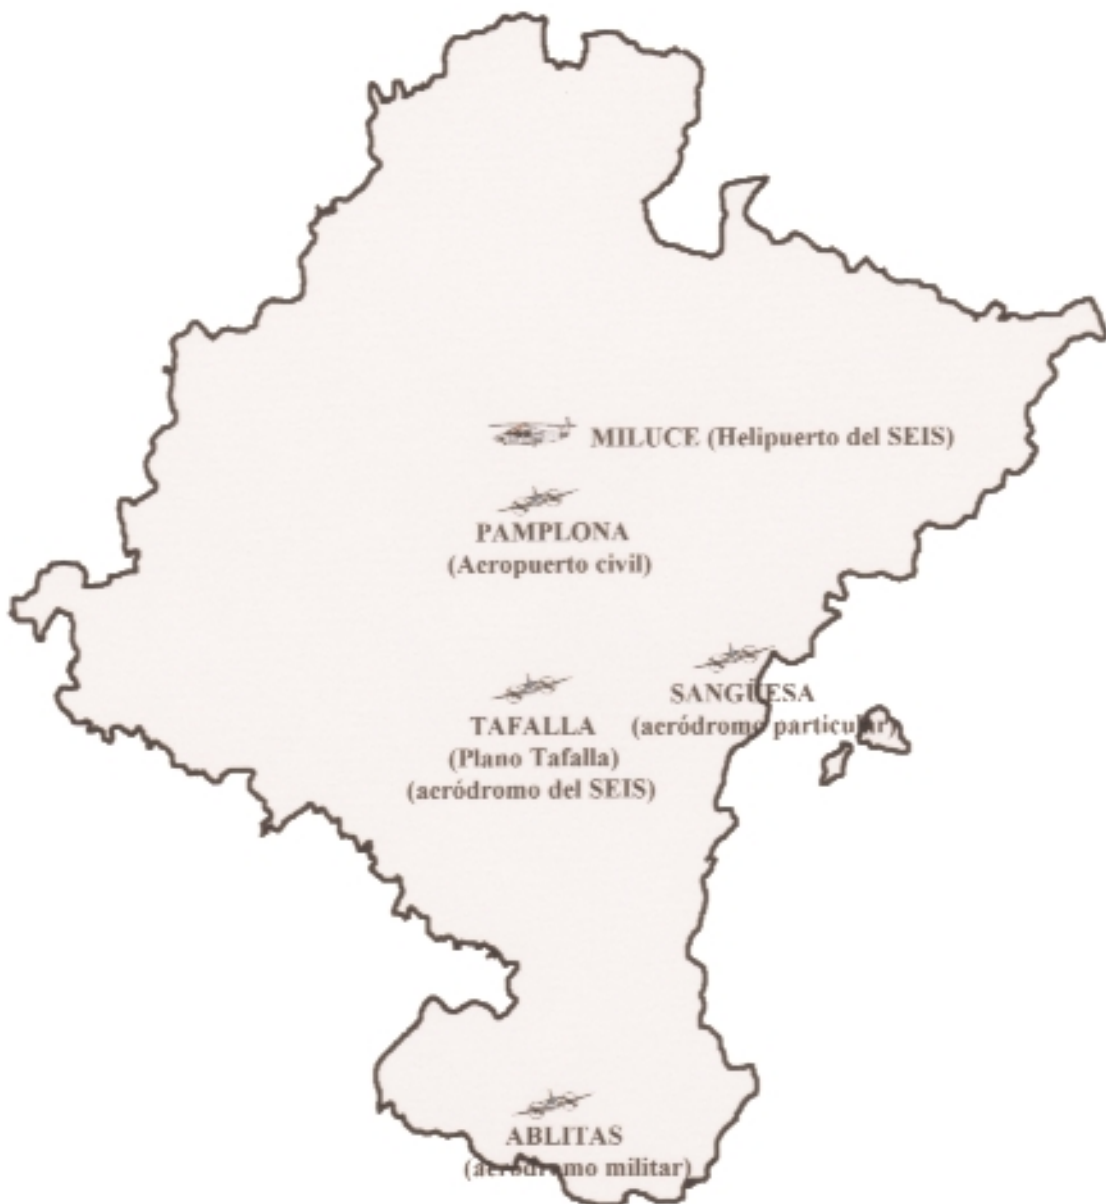 MILUCE (Helipuerto del SEIS)
PAMPLONA
(Aeropuerto civil)
SANGÜESA
(aeródromo particular)
TAFALLA
(Plano Tafalla)
(aeródromo del SEIS)
ABLITAS
(aeródromo militar)